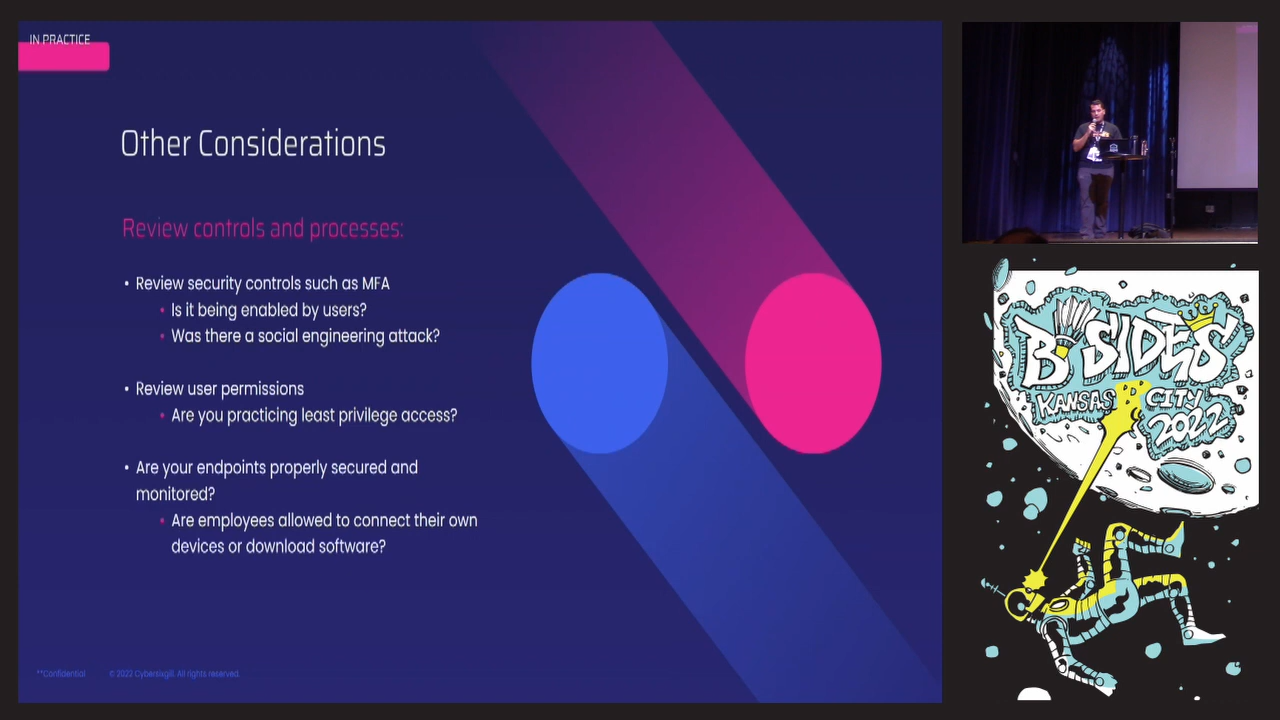 IN PRACTICE
Other Considerations
Review controls and processes:
• Review security controls such as MFA
• Is it being enabled by users?
• Was there a social engineering attack?
• Review user permissions
• Are you practicing least privilege access?
• Are your endpoints properly secured and
monitored?
• Are employees allowed to connect their own
devices or download software?
**Confidential © 2022 Cybersixgill. All rights reserved.
BSIDES
KANSAS CITY
2022